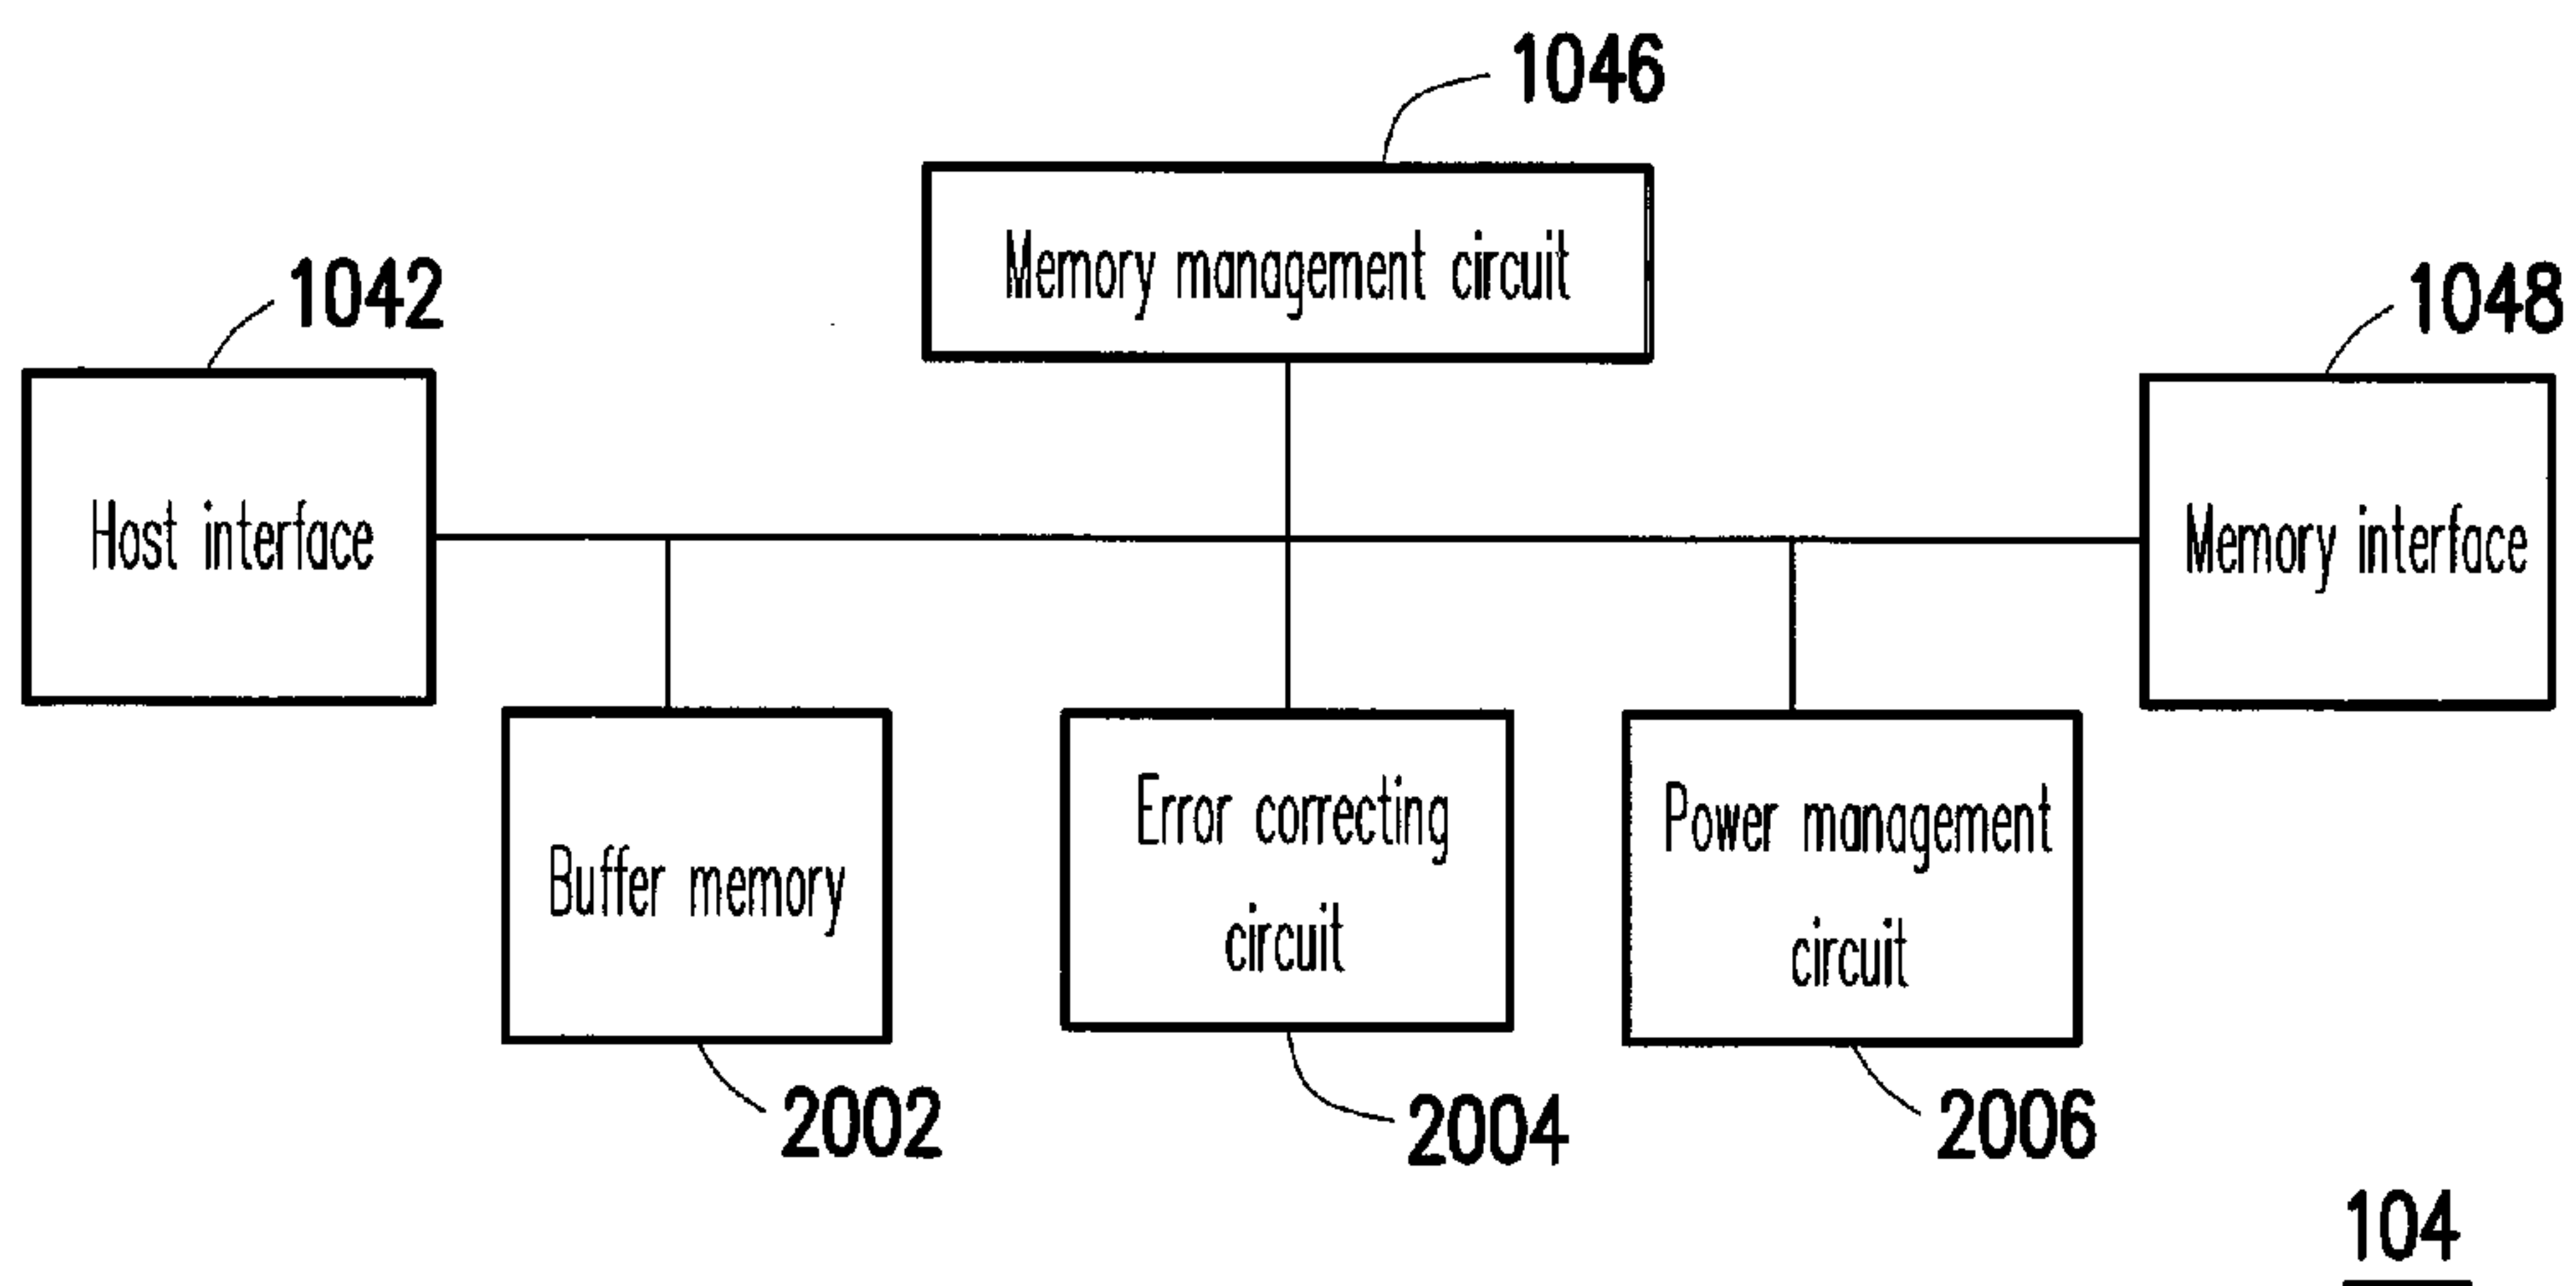 1046
Memory management circuit
1042
1048
Host interface
Memory interface
Buffer memory
Error correcting
circuit
Power management
circuit
2002
2004
2006
104